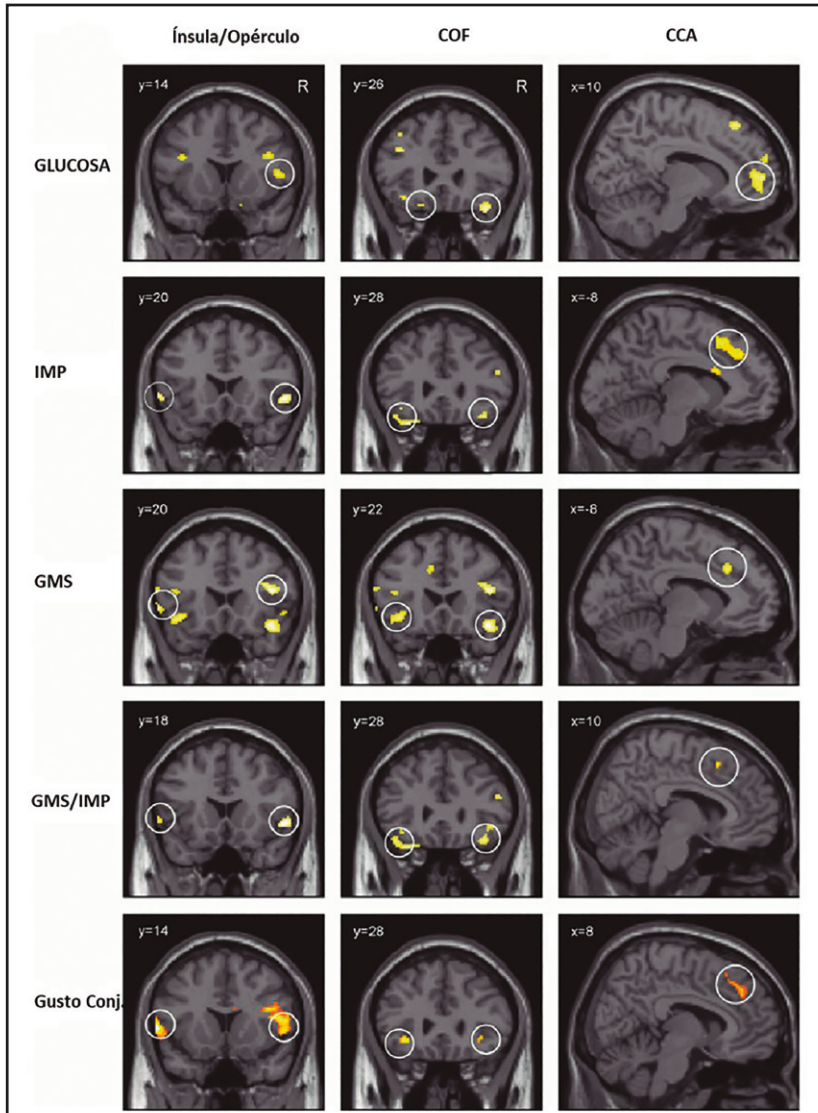 Ínsula/Opérculo COF CCA
GLUCOSA y=14 R y=26 R x=10
IMP y=20 y=28 x=-8
GMS y=20 y=22 x=-8
GMS/IMP y=18 y=28 x=10
Gusto Conj. y=14 y=28 x=8